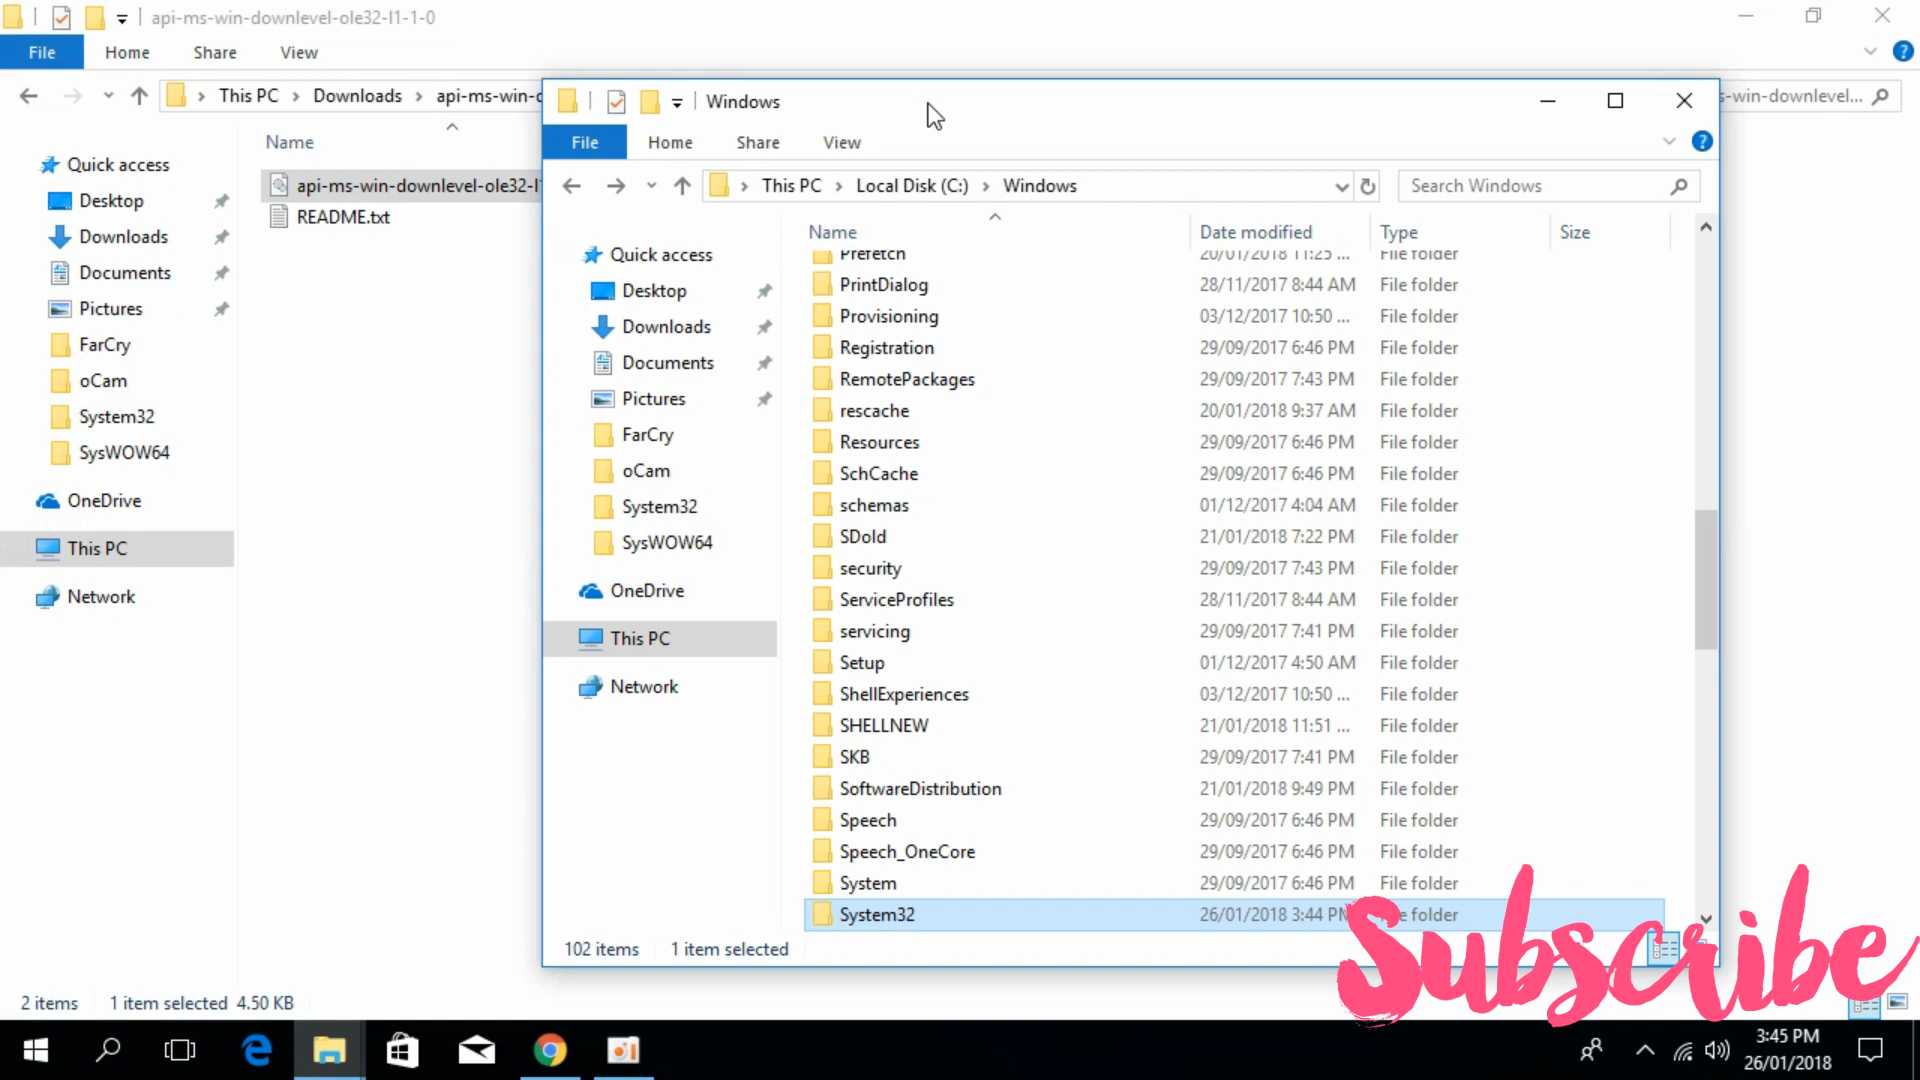 api-ms-win-downlevel-ole32-l1-1-0
File Home Share View
This PC Downloads api-ms-win-d
s-win-downlevel...
Name
Quick access
Desktop
Downloads
Documents
Pictures
FarCry
oCam
System32
SysWOW64
OneDrive
This PC
Network
api-ms-win-downlevel-ole32-l1
README.txt
2 items 1 item selected 4.50 KB
Windows
File Home Share View
This PC Local Disk (C:) Windows
Search Windows
Quick access
Desktop
Downloads
Documents
Pictures
FarCry
oCam
System32
SysWOW64
OneDrive
This PC
Network
Name Date modified Type Size
Prefetch 20/01/2018 11:25 ... File folder
PrintDialog 28/11/2017 8:44 AM File folder
Provisioning 03/12/2017 10:50 ... File folder
Registration 29/09/2017 6:46 PM File folder
RemotePackages 29/09/2017 7:43 PM File folder
rescache 20/01/2018 9:37 AM File folder
Resources 29/09/2017 6:46 PM File folder
SchCache 29/09/2017 6:46 PM File folder
schemas 01/12/2017 4:04 AM File folder
SDold 21/01/2018 7:22 PM File folder
security 29/09/2017 7:43 PM File folder
ServiceProfiles 28/11/2017 8:44 AM File folder
servicing 29/09/2017 7:41 PM File folder
Setup 01/12/2017 4:50 AM File folder
ShellExperiences 03/12/2017 10:50 ... File folder
SHELLNEW 21/01/2018 11:51 ... File folder
SKB 29/09/2017 7:41 PM File folder
SoftwareDistribution 21/01/2018 9:49 PM File folder
Speech 29/09/2017 6:46 PM File folder
Speech_OneCore 29/09/2017 6:46 PM File folder
System 29/09/2017 6:46 PM File folder
System32 26/01/2018 3:44 PM File folder
102 items 1 item selected
Subscribe
3:45 PM
26/01/2018